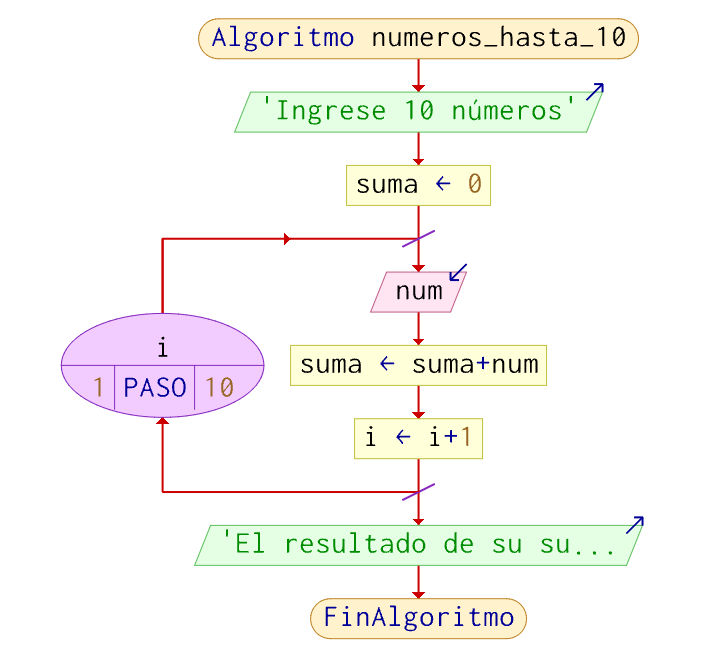 Algoritmo numeros_hasta_10
'Ingrese 10 números'
suma ← 0
num
i
1 PASO 10
suma ← suma+num
i ← i+1
'El resultado de su su...
FinAlgoritmo